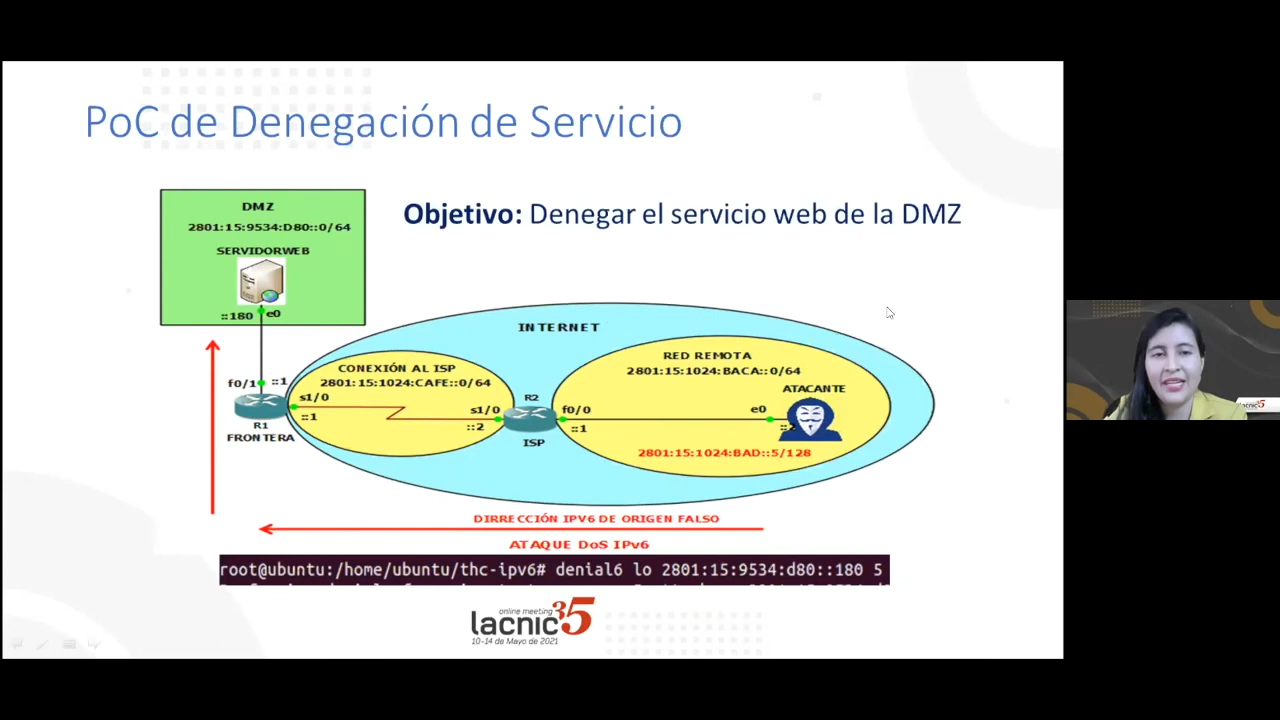 PoC de Denegación de Servicio
Objetivo: Denegar el servicio web de la DMZ
DMZ
2801:15:9534:D80::0/64
SERVIDORWEB
::180
e0
INTERNET
CONEXIÓN AL ISP
2801:15:1024:CAFE::0/64
RED REMOTA
2801:15:1024:BACA::0/64
ATACANTE
f0/1
::1
s1/0
::1
R1
FRONTERA
s1/0
::2
R2
ISP
f0/0
::1
e0
2801:15:1024:BAD::5/128
DIRRECCIÓN IPV6 DE ORIGEN FALSO
ATAQUE DoS IPv6
root@ubuntu:/home/ubuntu/thc-ipv6# denial6 lo 2801:15:9534:d80::180 5
online meeting
lacnic35
10-14 de Mayo de 2021